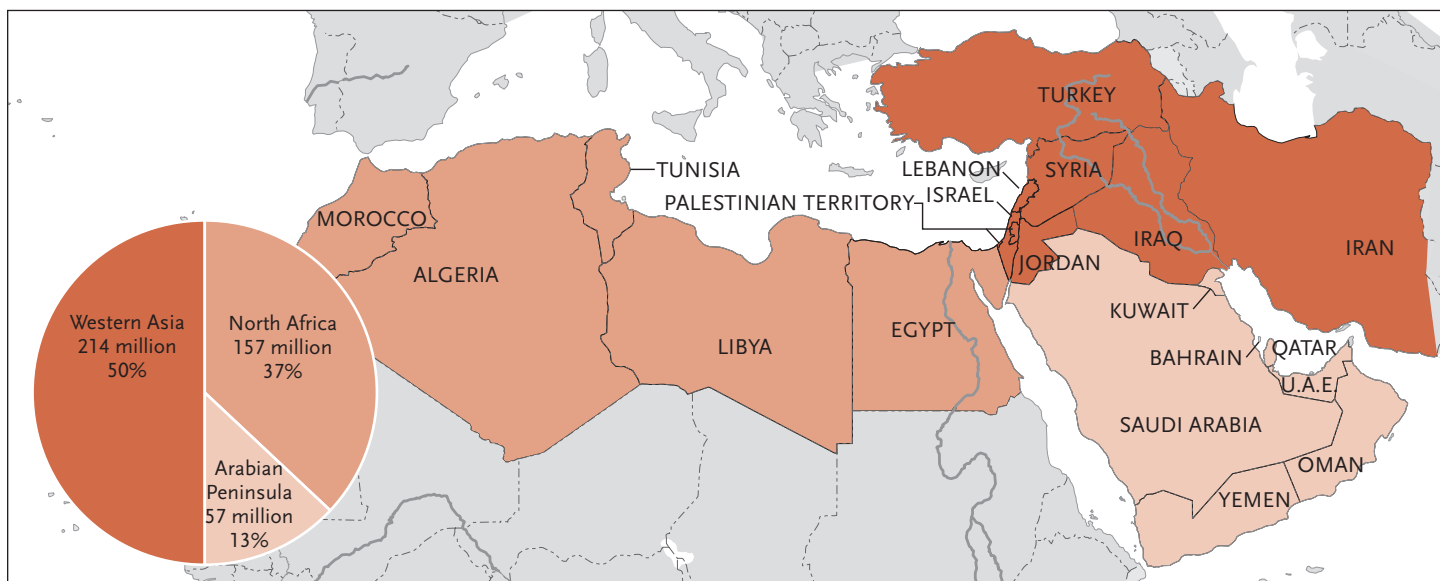 TURKEY
TUNISIA
LEBANON
SYRIA
ISRAEL
PALESTINIAN TERRITORY
MOROCCO
IRAQ
IRAN
JORDAN
ALGERIA
KUWAIT
Western Asia
214 million
50%
North Africa
157 million
37%
EGYPT
LIBYA
QATAR
BAHRAIN
U.A.E.
SAUDI ARABIA
Arabian
Peninsula
57 million
13%
OMAN
YEMEN